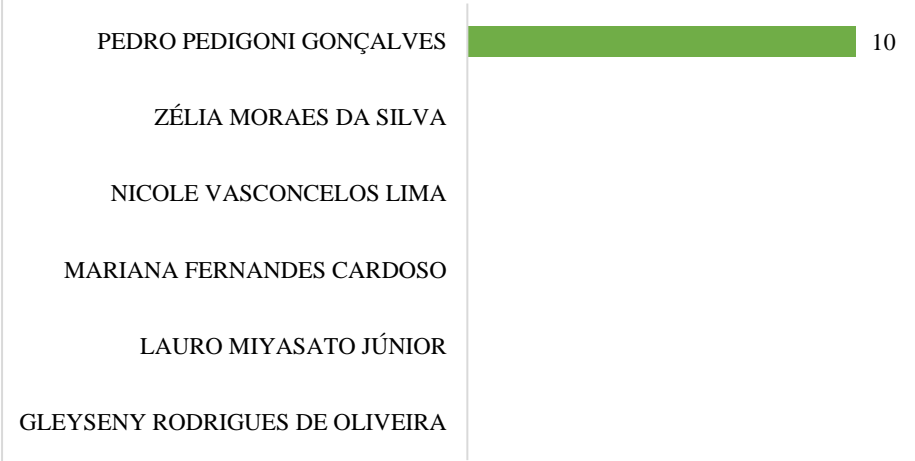 PEDRO PEDIGONI GONÇALVES 10
ZÉLIA MORAES DA SILVA
NICOLE VASCONCELOS LIMA
MARIANA FERNANDES CARDOSO
LAURO MIYASATO JÚNIOR
GLEYSENY RODRIGUES DE OLIVEIRA